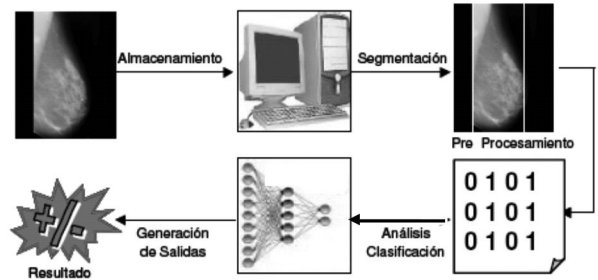 Almacenamiento
Segmentación
Pre Procesamiento
0 1 0 1
0 1 0 1
0 1 0 1
Análisis
Clasificación
Generación
de Salidas
+/-
Resultado